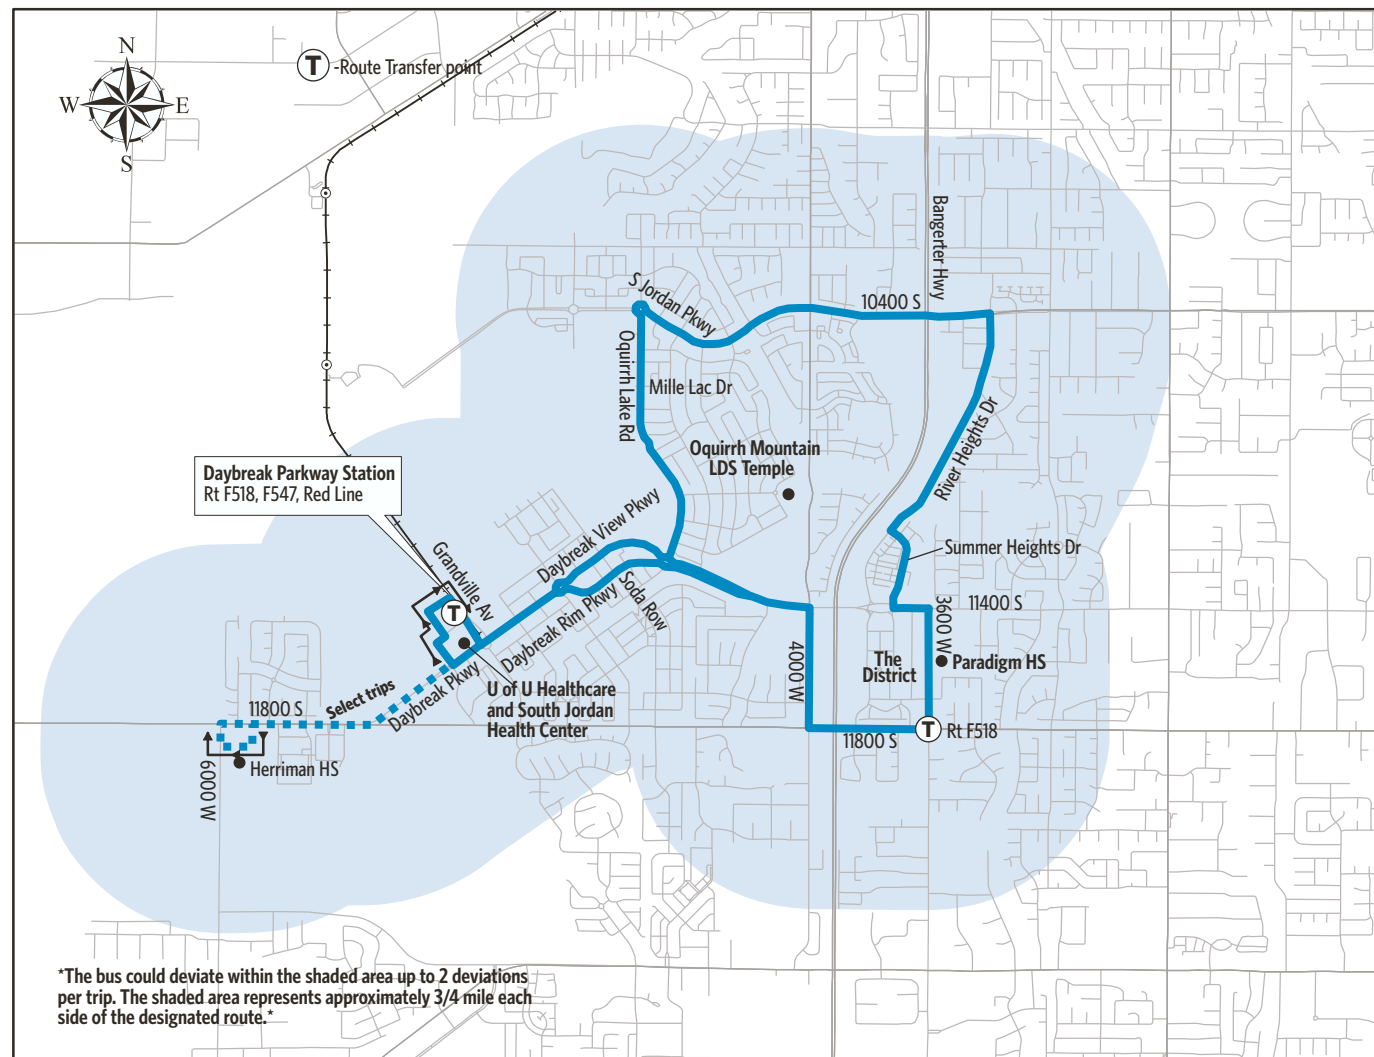 N
W
E
S
T
-Route Transfer point
Bangerter Hwy
S Jordan Pkwy
10400 S
Oquirrh Lake Rd
Mille Lac Dr
River Heights Dr
Oquirrh Mountain
LDS Temple
Daybreak Parkway Station
Rt F518, F547, Red Line
Daybreak View Pkwy
Grandville Av
Summer Heights Dr
T
Soda Row
Daybreak Rim Pkwy
3600 W
11400 S
4000 W
The
District
Paradigm HS
Daybreak Pkwy
U of U Healthcare
and South Jordan
Health Center
Select trips
11800 S
11800 S
T
Rt F518
6000 W
Herriman HS
*The bus could deviate within the shaded area up to 2 deviations
per trip. The shaded area represents approximately 3/4 mile each
side of the designated route.*